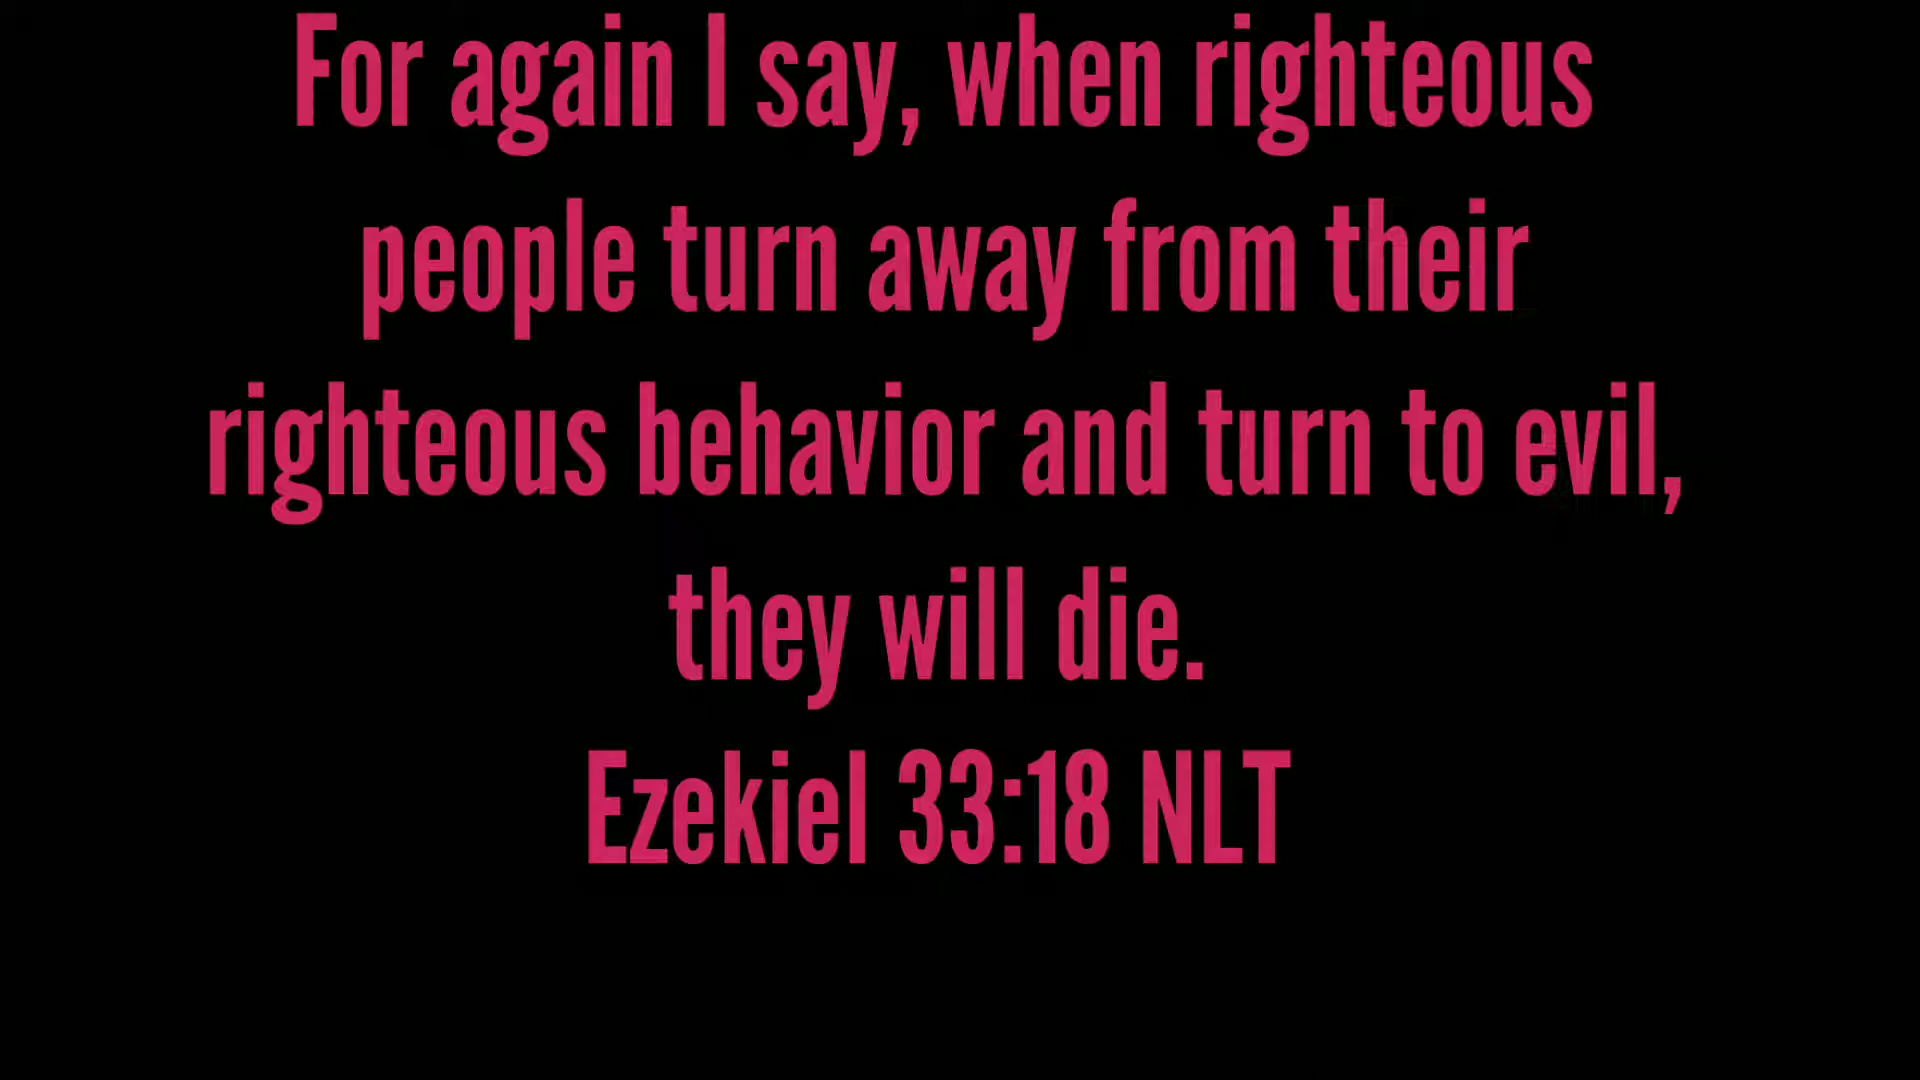 For again I say, when righteous
people turn away from their
righteous behavior and turn to evil,
they will die.
Ezekiel 33:18 NLT